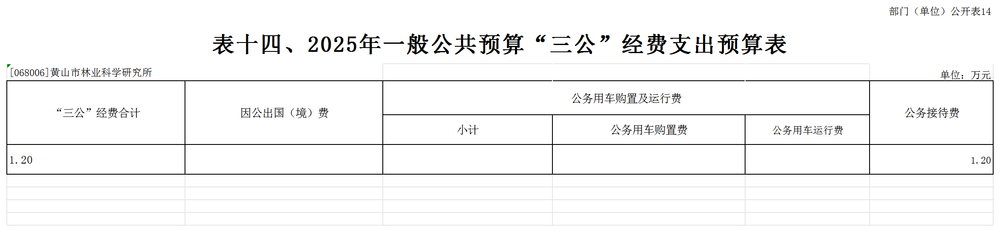 部门（单位）公开表14
表十四、2025年一般公共预算“三公”经费支出预算表
[068006]黄山市林业科学研究所
单位：万元
“三公”经费合计
因公出国（境）费
公务用车购置及运行费
公务接待费
小计
公务用车购置费
公务用车运行费
1.20
1.20